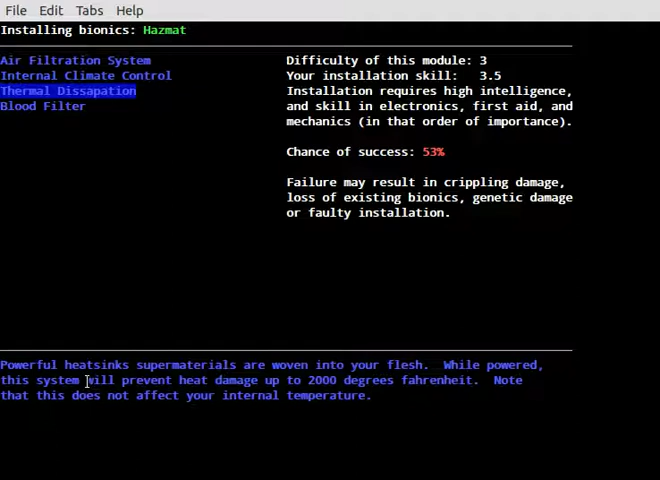 File Edit Tabs Help
Installing bionics: Hazmat
Air Filtration System
Internal Climate Control
Thermal Dissapation
Blood Filter
Difficulty of this module: 3
Your installation skill: 3.5
Installation requires high intelligence,
and skill in electronics, first aid, and
mechanics (in that order of importance).
Chance of success: 53%
Failure may result in crippling damage,
loss of existing bionics, genetic damage
or faulty installation.
Powerful heatsinks supermaterials are woven into your flesh. While powered,
this system will prevent heat damage up to 2000 degrees fahrenheit. Note
that this does not affect your internal temperature.